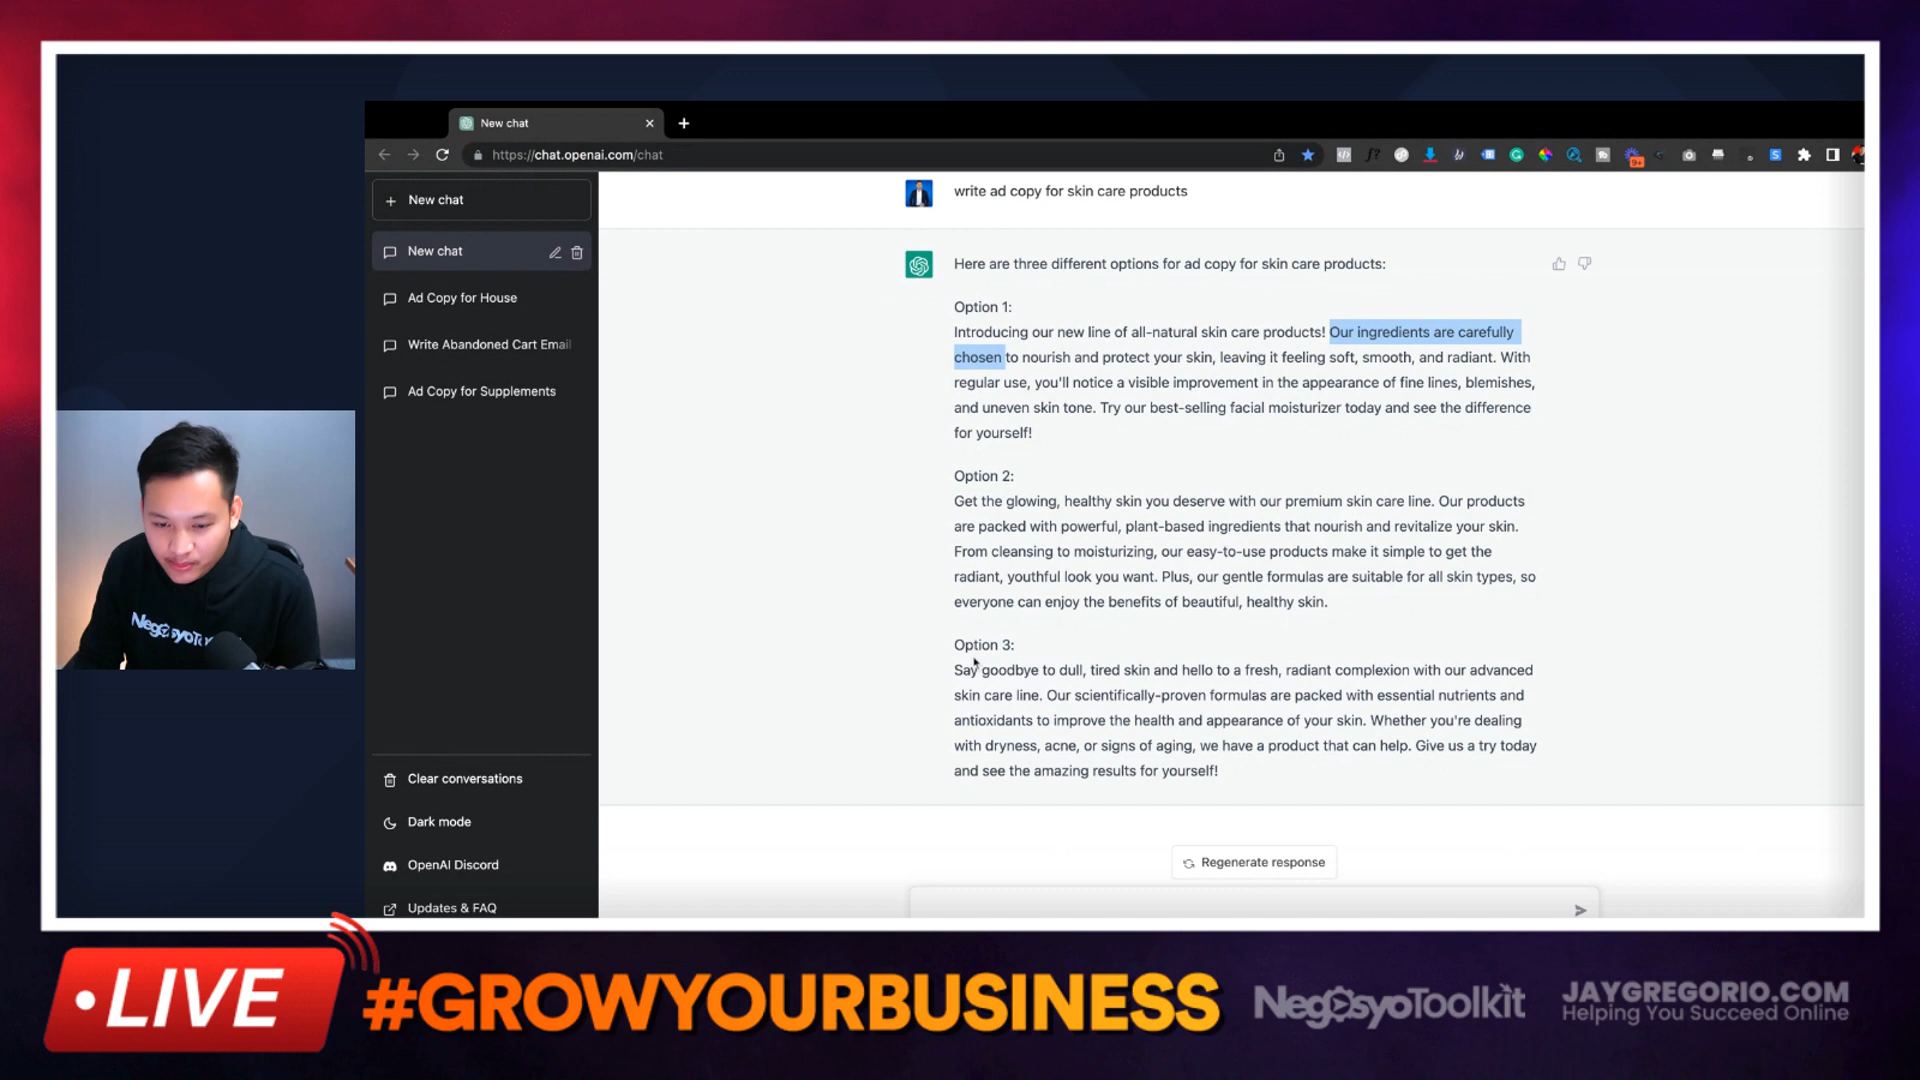 New chat
https://chat.openai.com/chat
9+
New chat
New chat
Ad Copy for House
Write Abandoned Cart Email
Ad Copy for Supplements
Clear conversations
Dark mode
OpenAI Discord
Updates & FAQ
write ad copy for skin care products
Here are three different options for ad copy for skin care products:
Option 1:
Introducing our new line of all-natural skin care products! Our ingredients are carefully
chosen to nourish and protect your skin, leaving it feeling soft, smooth, and radiant. With
regular use, you'll notice a visible improvement in the appearance of fine lines, blemishes,
and uneven skin tone. Try our best-selling facial moisturizer today and see the difference
for yourself!
Option 2:
Get the glowing, healthy skin you deserve with our premium skin care line. Our products
are packed with powerful, plant-based ingredients that nourish and revitalize your skin.
From cleansing to moisturizing, our easy-to-use products make it simple to get the
radiant, youthful look you want. Plus, our gentle formulas are suitable for all skin types, so
everyone can enjoy the benefits of beautiful, healthy skin.
Option 3:
Say goodbye to dull, tired skin and hello to a fresh, radiant complexion with our advanced
skin care line. Our scientifically-proven formulas are packed with essential nutrients and
antioxidants to improve the health and appearance of your skin. Whether you're dealing
with dryness, acne, or signs of aging, we have a product that can help. Give us a try today
and see the amazing results for yourself!
Regenerate response
LIVE
#GROWYOURBUSINESS
NegosyoToolkit
JAYGREGORIO.COM
Helping You Succeed Online